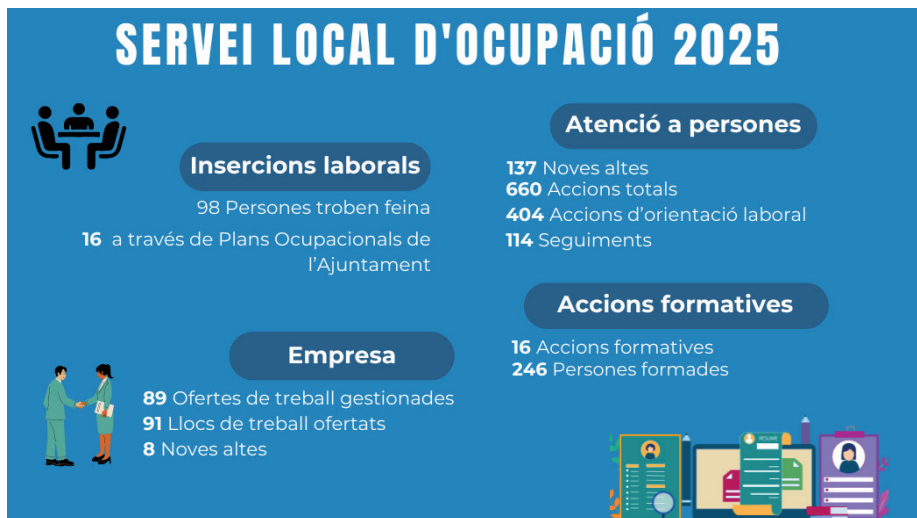 SERVEI LOCAL D'OCUPACIÓ 2025
Insercions laborals
98 Persones troben feina
16 a través de Plans Ocupacionals de
l'Ajuntament
Empresa
89 Ofertes de treball gestionades
91 Llocs de treball ofertats
8 Noves altes
Atenció a persones
137 Noves altes
660 Accions totals
404 Accions d'orientació laboral
114 Seguiments
Accions formatives
16 Accions formatives
246 Persones formades
RESUME